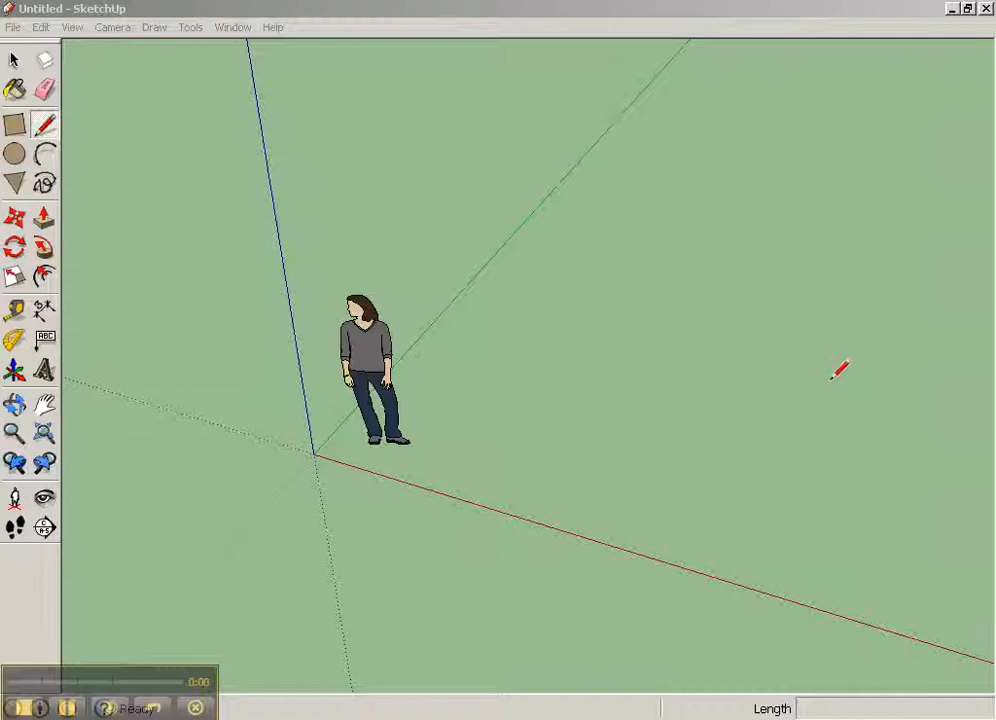 Untitled - SketchUp
File Edit View Camera Draw Tools Window Help
ABC
A
0:00
Ready
Length